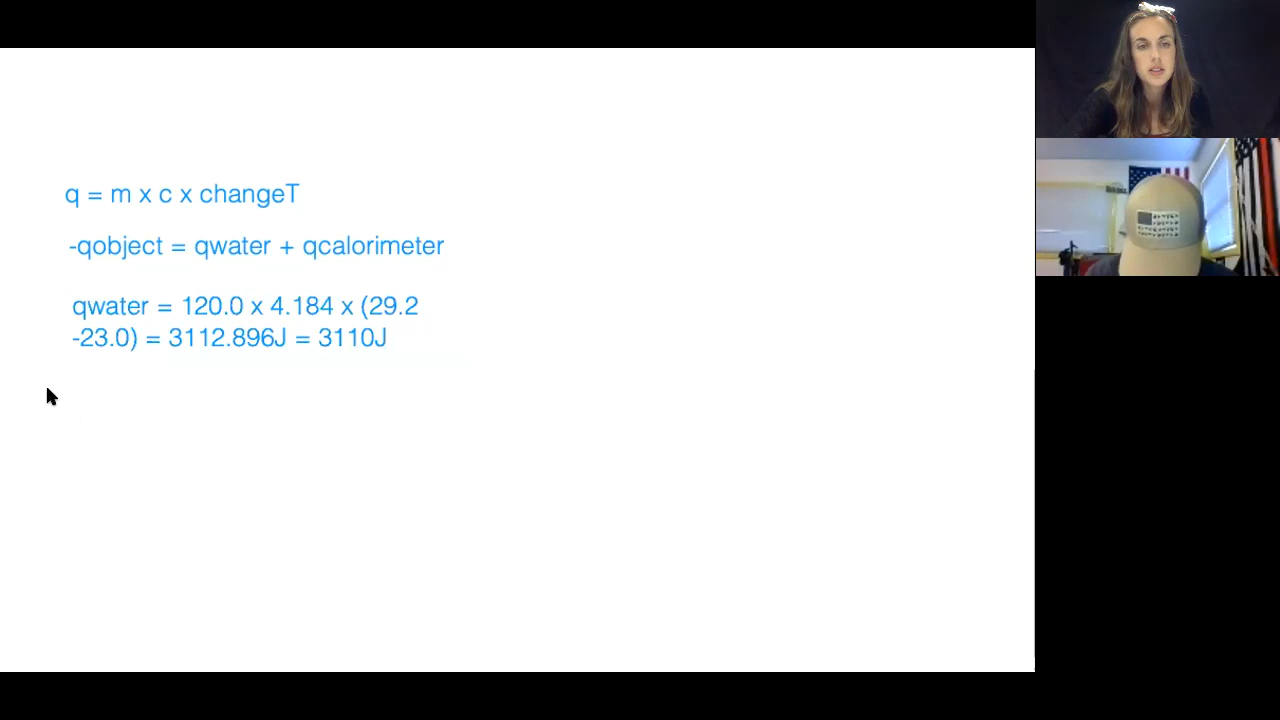 q = m x c x changeT
-qobject = qwater + qcalorimeter
qwater = 120.0 x 4.184 x (29.2
-23.0) = 3112.896J = 3110J